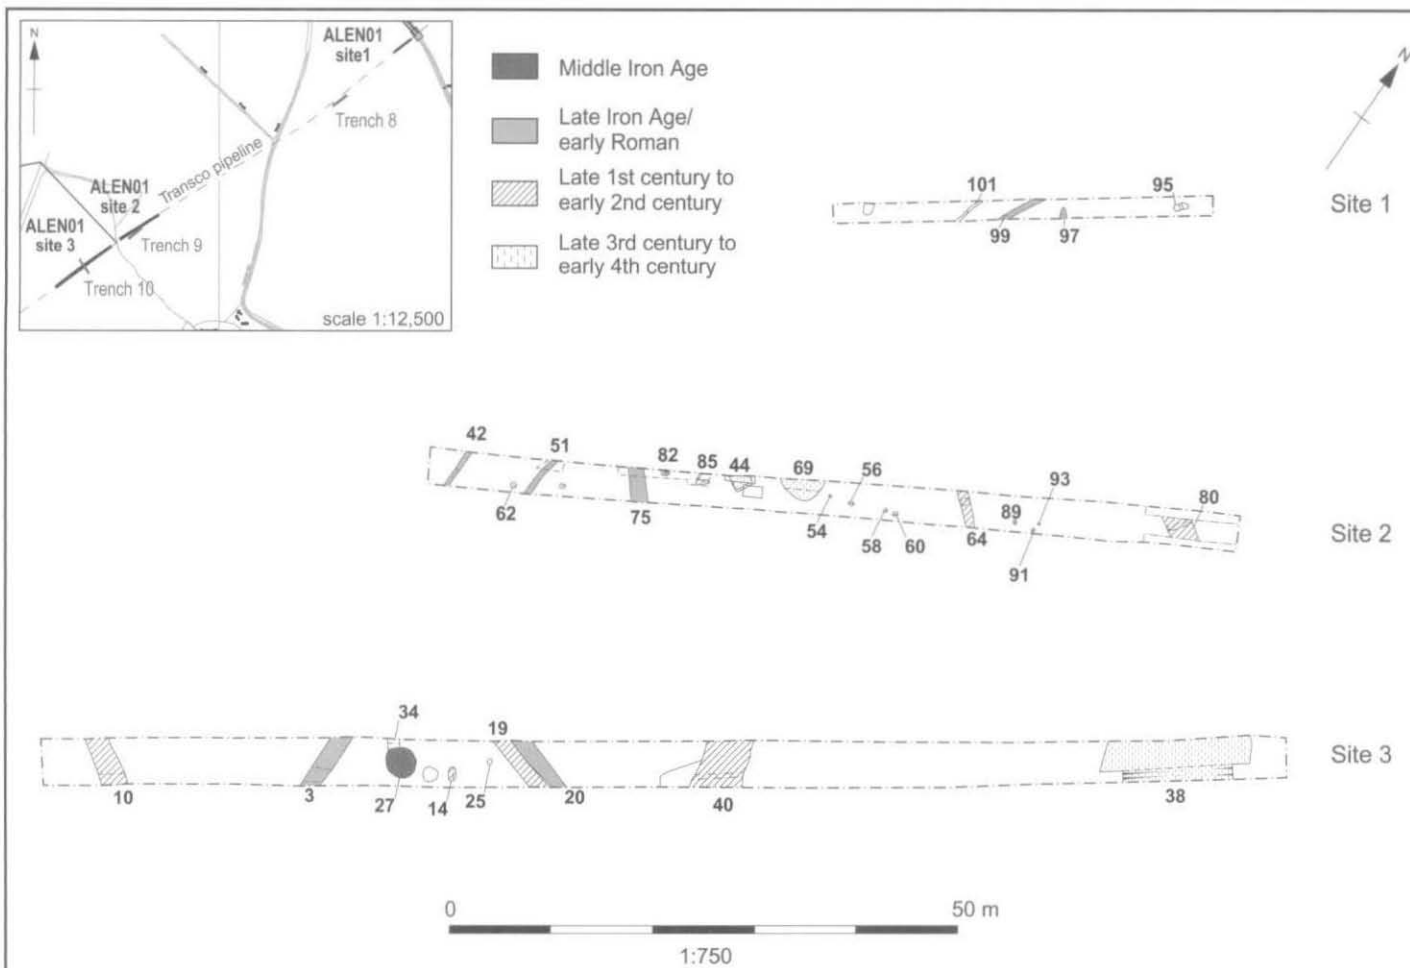 N
ALEN01
site1
Trench 8
Transco pipeline
ALEN01
site 2
ALEN01
site 3
Trench 9
Trench 10
scale 1:12,500
Middle Iron Age
Late Iron Age/
early Roman
Late 1st century to
early 2nd century
Late 3rd century to
early 4th century
N
101
95
99
97
Site 1
42
51
82
85
44
69
56
93
80
62
75
54
58
60
64
89
91
Site 2
34
19
10
3
27
14
25
20
40
38
Site 3
0
50 m
1:750